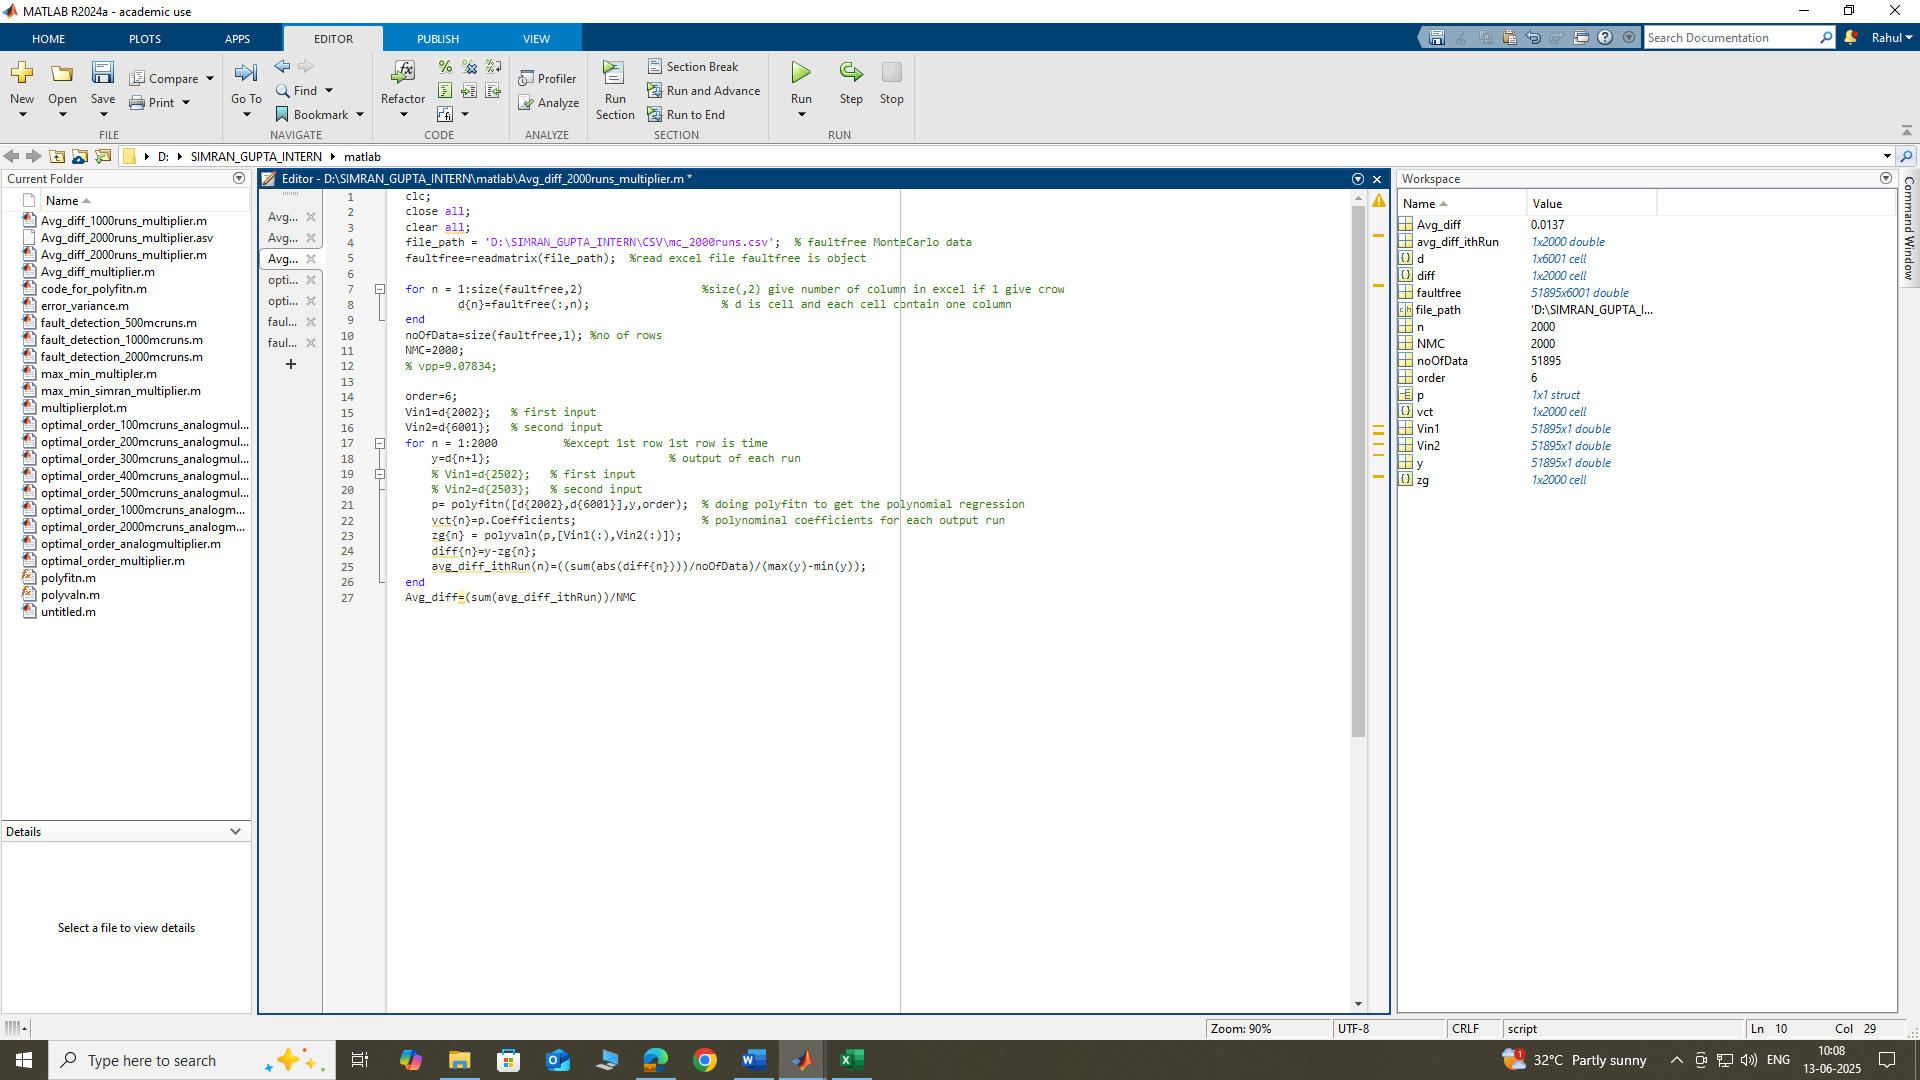 MATLAB R2024a - academic use
HOME PLOTS APPS EDITOR PUBLISH VIEW
Search Documentation
Rahul
New Open Save Compare Print
FILE
Go To Find Bookmark
NAVIGATE
Refactor
CODE
Profiler
Analyze
ANALYZE
Run Section
Section Break
Run and Advance
Run to End
SECTION
Run Step Stop
RUN
D: SIMRAN_GUPTA_INTERN matlab
Current Folder
Name
Avg_diff_1000runs_multiplier.m
Avg_diff_2000runs_multiplier.asv
Avg_diff_2000runs_multiplier.m
Avg_diff_multiplier.m
code_for_polyfitn.m
error_variance.m
fault_detection_500mcruns.m
fault_detection_1000mcruns.m
fault_detection_2000mcruns.m
max_min_multipler.m
max_min_simran_multiplier.m
multiplierplot.m
optimal_order_100mcruns_analogmul...
optimal_order_200mcruns_analogmul...
optimal_order_300mcruns_analogmul...
optimal_order_400mcruns_analogmul...
optimal_order_500mcruns_analogmul...
optimal_order_1000mcruns_analogm...
optimal_order_2000mcruns_analogm...
optimal_order_analogmultiplier.m
optimal_order_multiplier.m
polyfitn.m
polyvaln.m
untitled.m
Details
Select a file to view details
Editor - D:\SIMRAN_GUPTA_INTERN\matlab\Avg_diff_2000runs_multiplier.m *
Avg...
Avg...
Avg...
opti...
opti...
faul...
faul...
1 clc;
2 close all;
3 clear all;
4 file_path = 'D:\SIMRAN_GUPTA_INTERN\CSV\mc_2000runs.csv'; % faultfree MonteCarlo data
5 faultfree=readmatrix(file_path); %read excel file faultfree is object
6
7 for n = 1:size(faultfree,2) %size(,2) give number of column in excel if 1 give crow
8 d{n}=faultfree(:,n); % d is cell and each cell contain one column
9 end
10 noOfData=size(faultfree,1); %no of rows
11 NMC=2000;
12 % vpp=9.07834;
13
14 order=6;
15 Vin1=d{2002}; % first input
16 Vin2=d{6001}; % second input
17 for n = 1:2000 %except 1st row 1st row is time
18 y=d{n+1}; % output of each run
19 % Vin1=d{2502}; % first input
20 % Vin2=d{2503}; % second input
21 p= polyfitn([d{2002},d{6001}],y,order); % doing polyfitn to get the polynomial regression
22 vct{n}=p.Coefficients; % polynominal coefficients for each output run
23 zg{n} = polyvaln(p,[Vin1(:),Vin2(:)]);
24 diff{n}=y-zg{n};
25 avg_diff_ithRun(n)=((sum(abs(diff{n})))/noOfData)/(max(y)-min(y));
26 end
27 Avg_diff=(sum(avg_diff_ithRun))/NMC
Workspace
Name Value
Avg_diff 0.0137
avg_diff_ithRun 1x2000 double
d 1x6001 cell
diff 1x2000 cell
faultfree 51895x6001 double
file_path 'D:\SIMRAN_GUPTA_I...
n 2000
NMC 2000
noOfData 51895
order 6
p 1x1 struct
vct 1x2000 cell
Vin1 51895x1 double
Vin2 51895x1 double
y 51895x1 double
zg 1x2000 cell
Command Window
Zoom: 90% UTF-8 CRLF script Ln 10 Col 29
Type here to search
32°C Partly sunny
ENG
10:08
13-06-2025